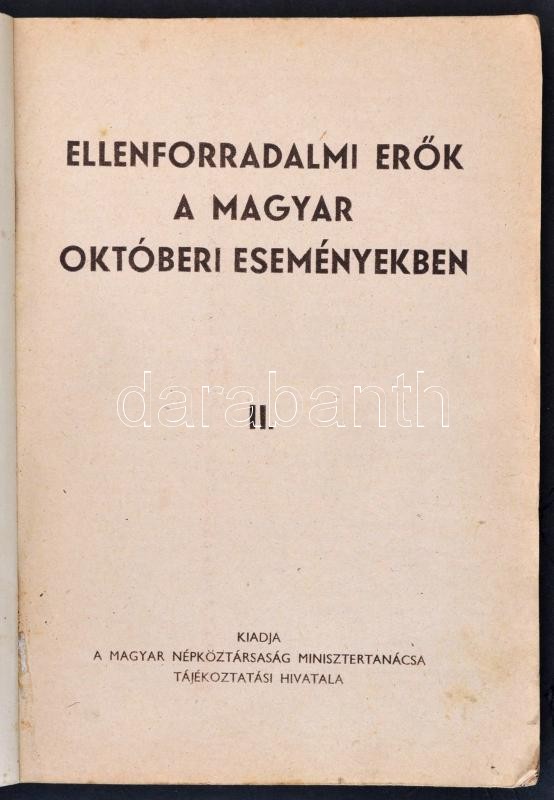 ELLENFORRADALMI ERŐK
A MAGYAR
OKTÓBERI ESEMÉNYEKBEN
darabanth
II.
KIADJA
A MAGYAR NÉPKÖZTÁRSASÁG MINISZTERTANÁCSA
TÁJÉKOZTATÁSI HIVATALA